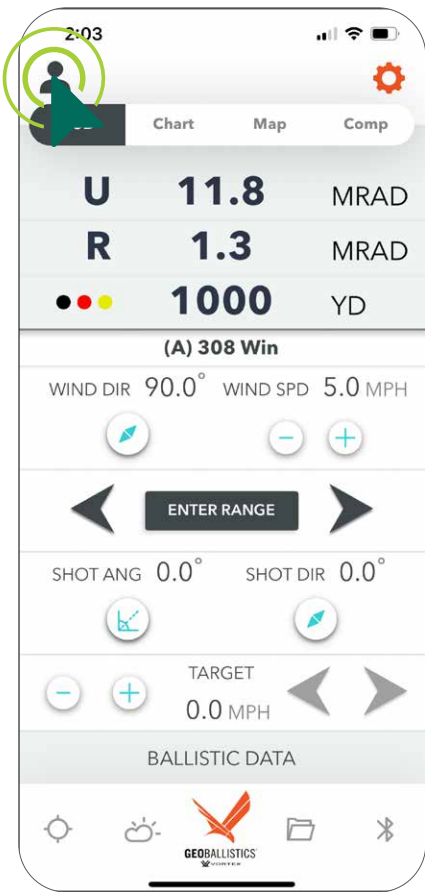 2:03
Chart Map Comp
U 11.8 MRAD
R 1.3 MRAD
1000 YD
(A) 308 Win
WIND DIR 90.0° WIND SPD 5.0 MPH
ENTER RANGE
SHOT ANG 0.0° SHOT DIR 0.0°
TARGET
0.0 MPH
BALLISTIC DATA
GEOBALLISTICS
VORTEX